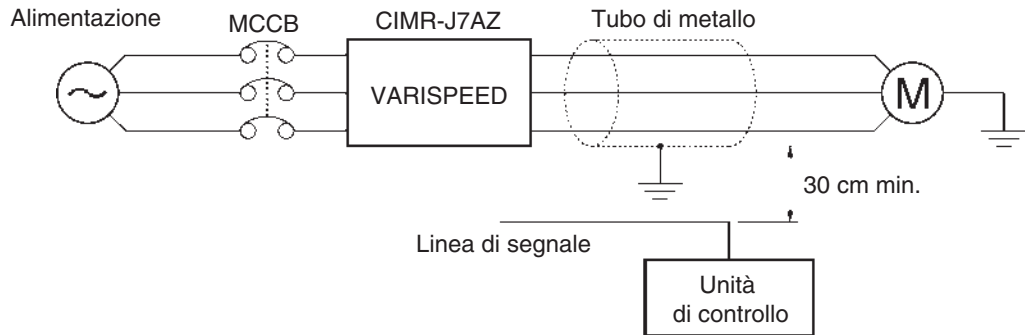 Alimentazione
MCCB
CIMR-J7AZ
Tubo di metallo
VARISPEED
M
30 cm min.
Linea di segnale
Unità
di controllo